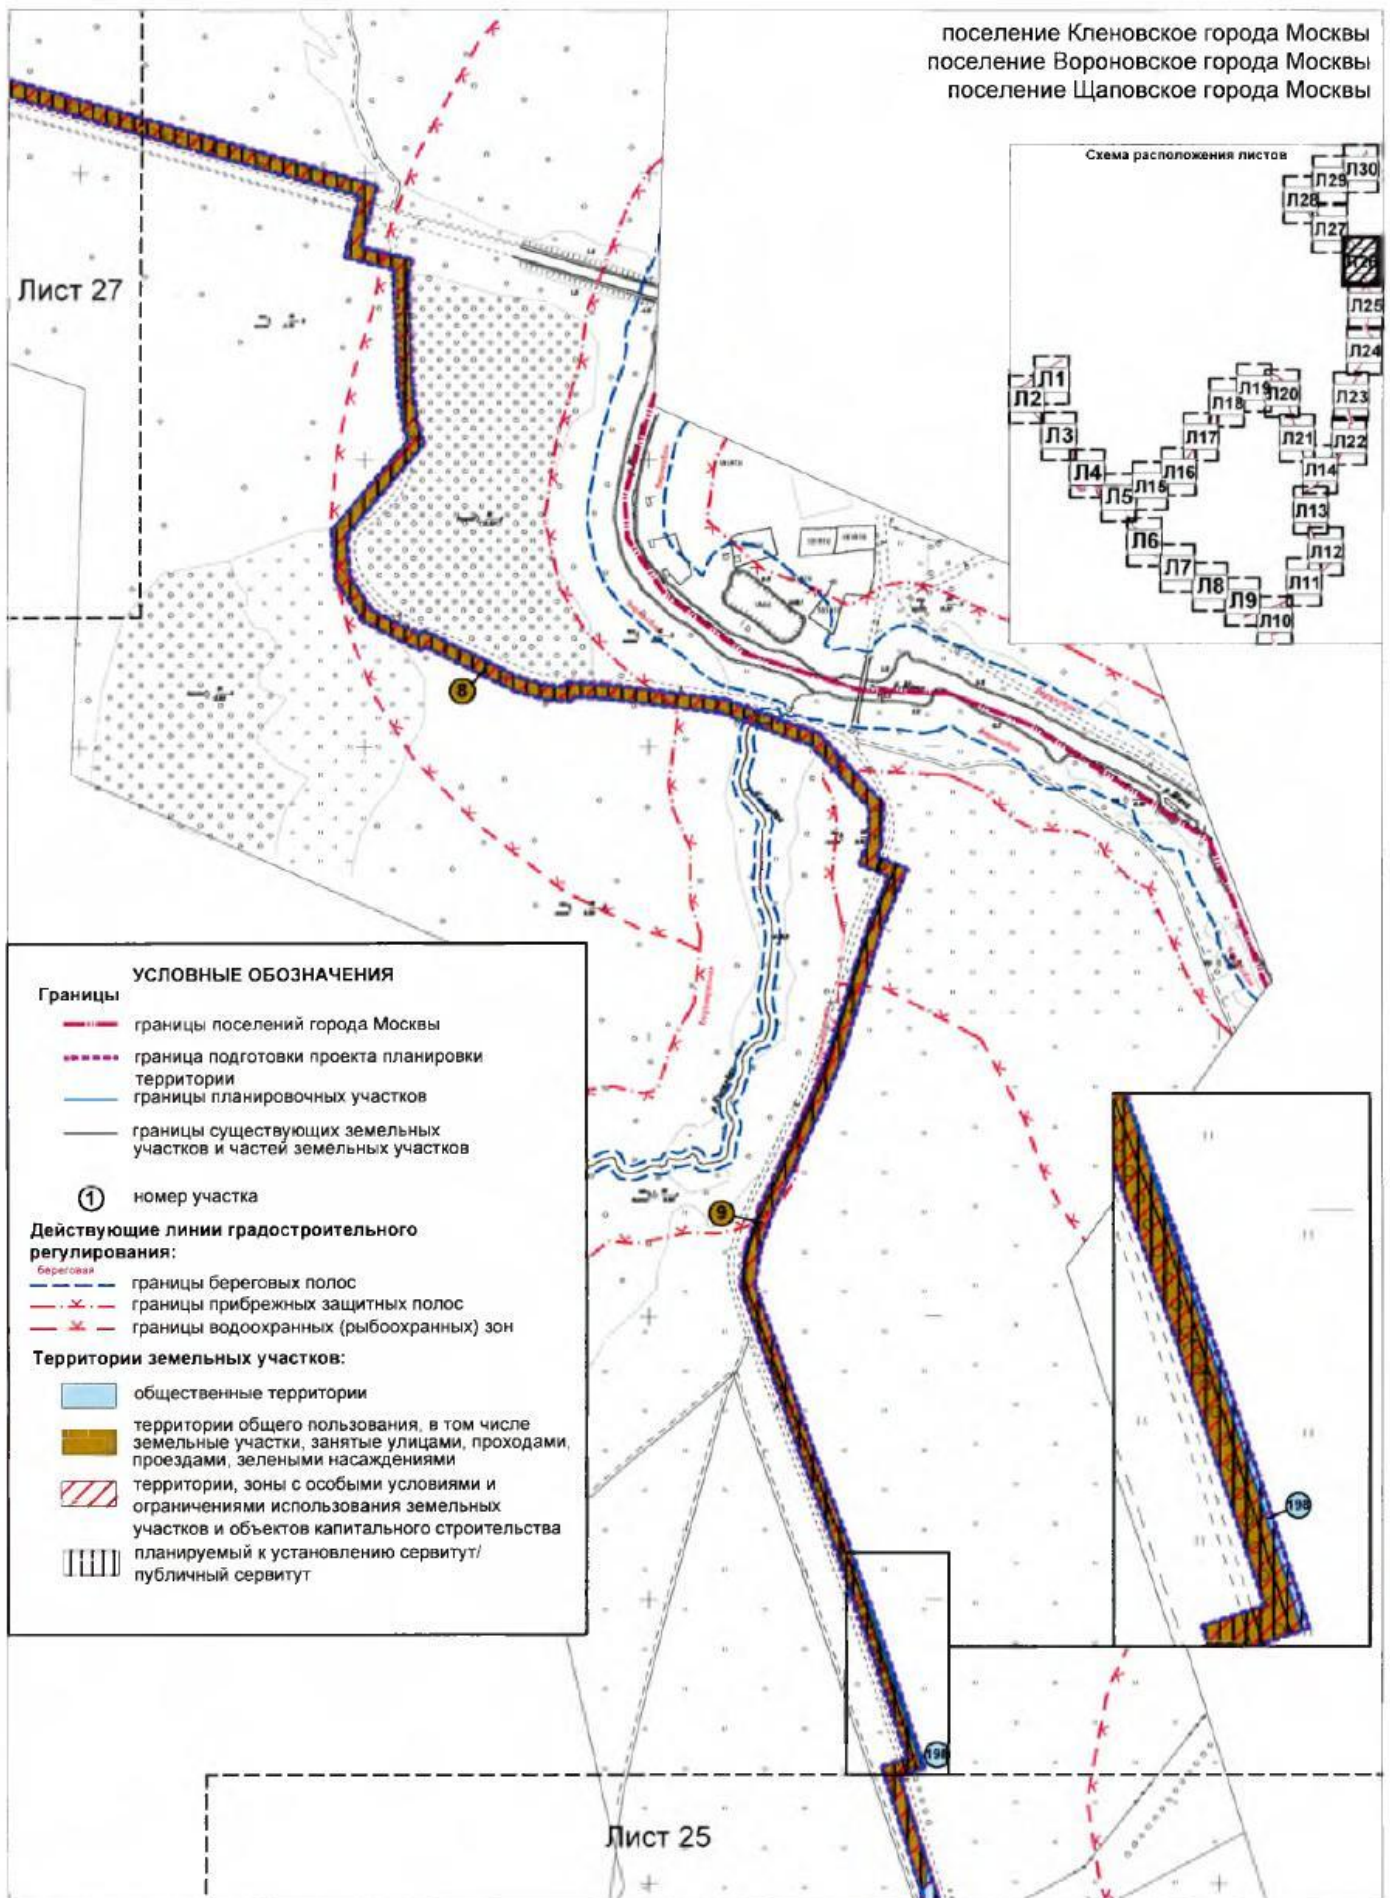 поселение Кленовское города Москвы
поселение Вороновское города Москвы
поселение Щаповское города Москвы
Схема расположения листов
Л30
Л29
Л28
Л27
Л26
Л25
Л24
Л1
Л2
Л19
Л20
Л23
Л18
Л3
Л17
Л21
Л22
Л4
Л16
Л14
Л5
Л15
Л13
Л6
Л12
Л7
Л11
Л8
Л9
Л10
Лист 27
8
УСЛОВНЫЕ ОБОЗНАЧЕНИЯ
Границы
границы поселений города Москвы
граница подготовки проекта планировки
территории
границы планировочных участков
границы существующих земельных
участков и частей земельных участков
1
номер участка
Действующие линии градостроительного
регулирования:
береговая
границы береговых полос
границы прибрежных защитных полос
границы водоохранных (рыбоохранных) зон
Территории земельных участков:
общественные территории
территории общего пользования, в том числе
земельные участки, занятые улицами, проходами,
проездами, зелеными насаждениями
территории, зоны с особыми условиями и
ограничениями использования земельных
участков и объектов капитального строительства
планируемый к установлению сервитут/
публичный сервитут
9
198
198
Лист 25